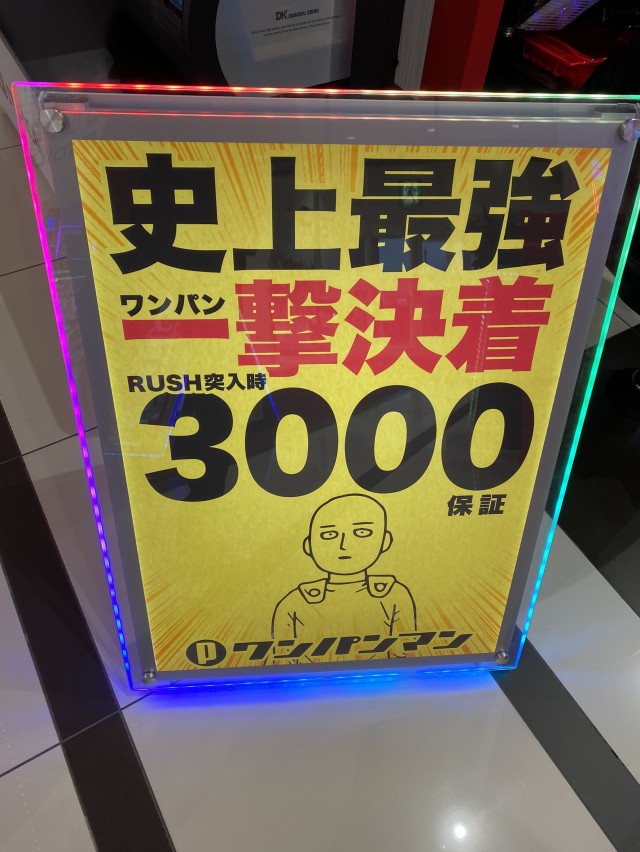 史上最強
ワンパン
一撃決着
RUSH突入時
3000
保証
P ワンパンマン